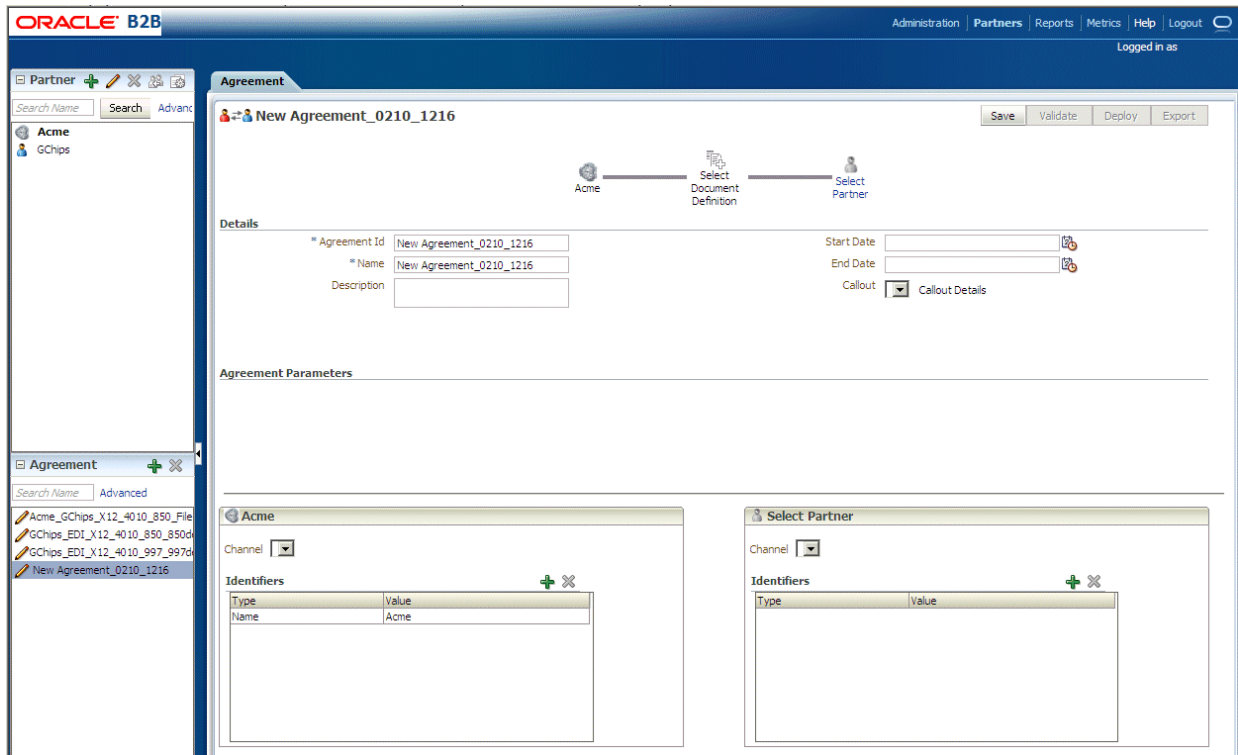 ORACLE B2B
Administration | Partners | Reports | Metrics | Help | Logout
Logged in as
Partner
Search Name Search Advanc
Acme
GChips
Agreement
Search Name Advanced
Acme_GChips_X12_4010_850_File
GChips_EDI_X12_4010_850_850d
GChips_EDI_X12_4010_997_997d
New Agreement_0210_1216
Agreement
New Agreement_0210_1216
Save Validate Deploy Export
Acme
Select Document Definition
Select Partner
Details
* Agreement Id New Agreement_0210_1216
* Name New Agreement_0210_1216
Description
Start Date
End Date
Callout Callout Details
Agreement Parameters
Acme
Channel
Identifiers
Type Value
Name Acme
Select Partner
Channel
Identifiers
Type Value